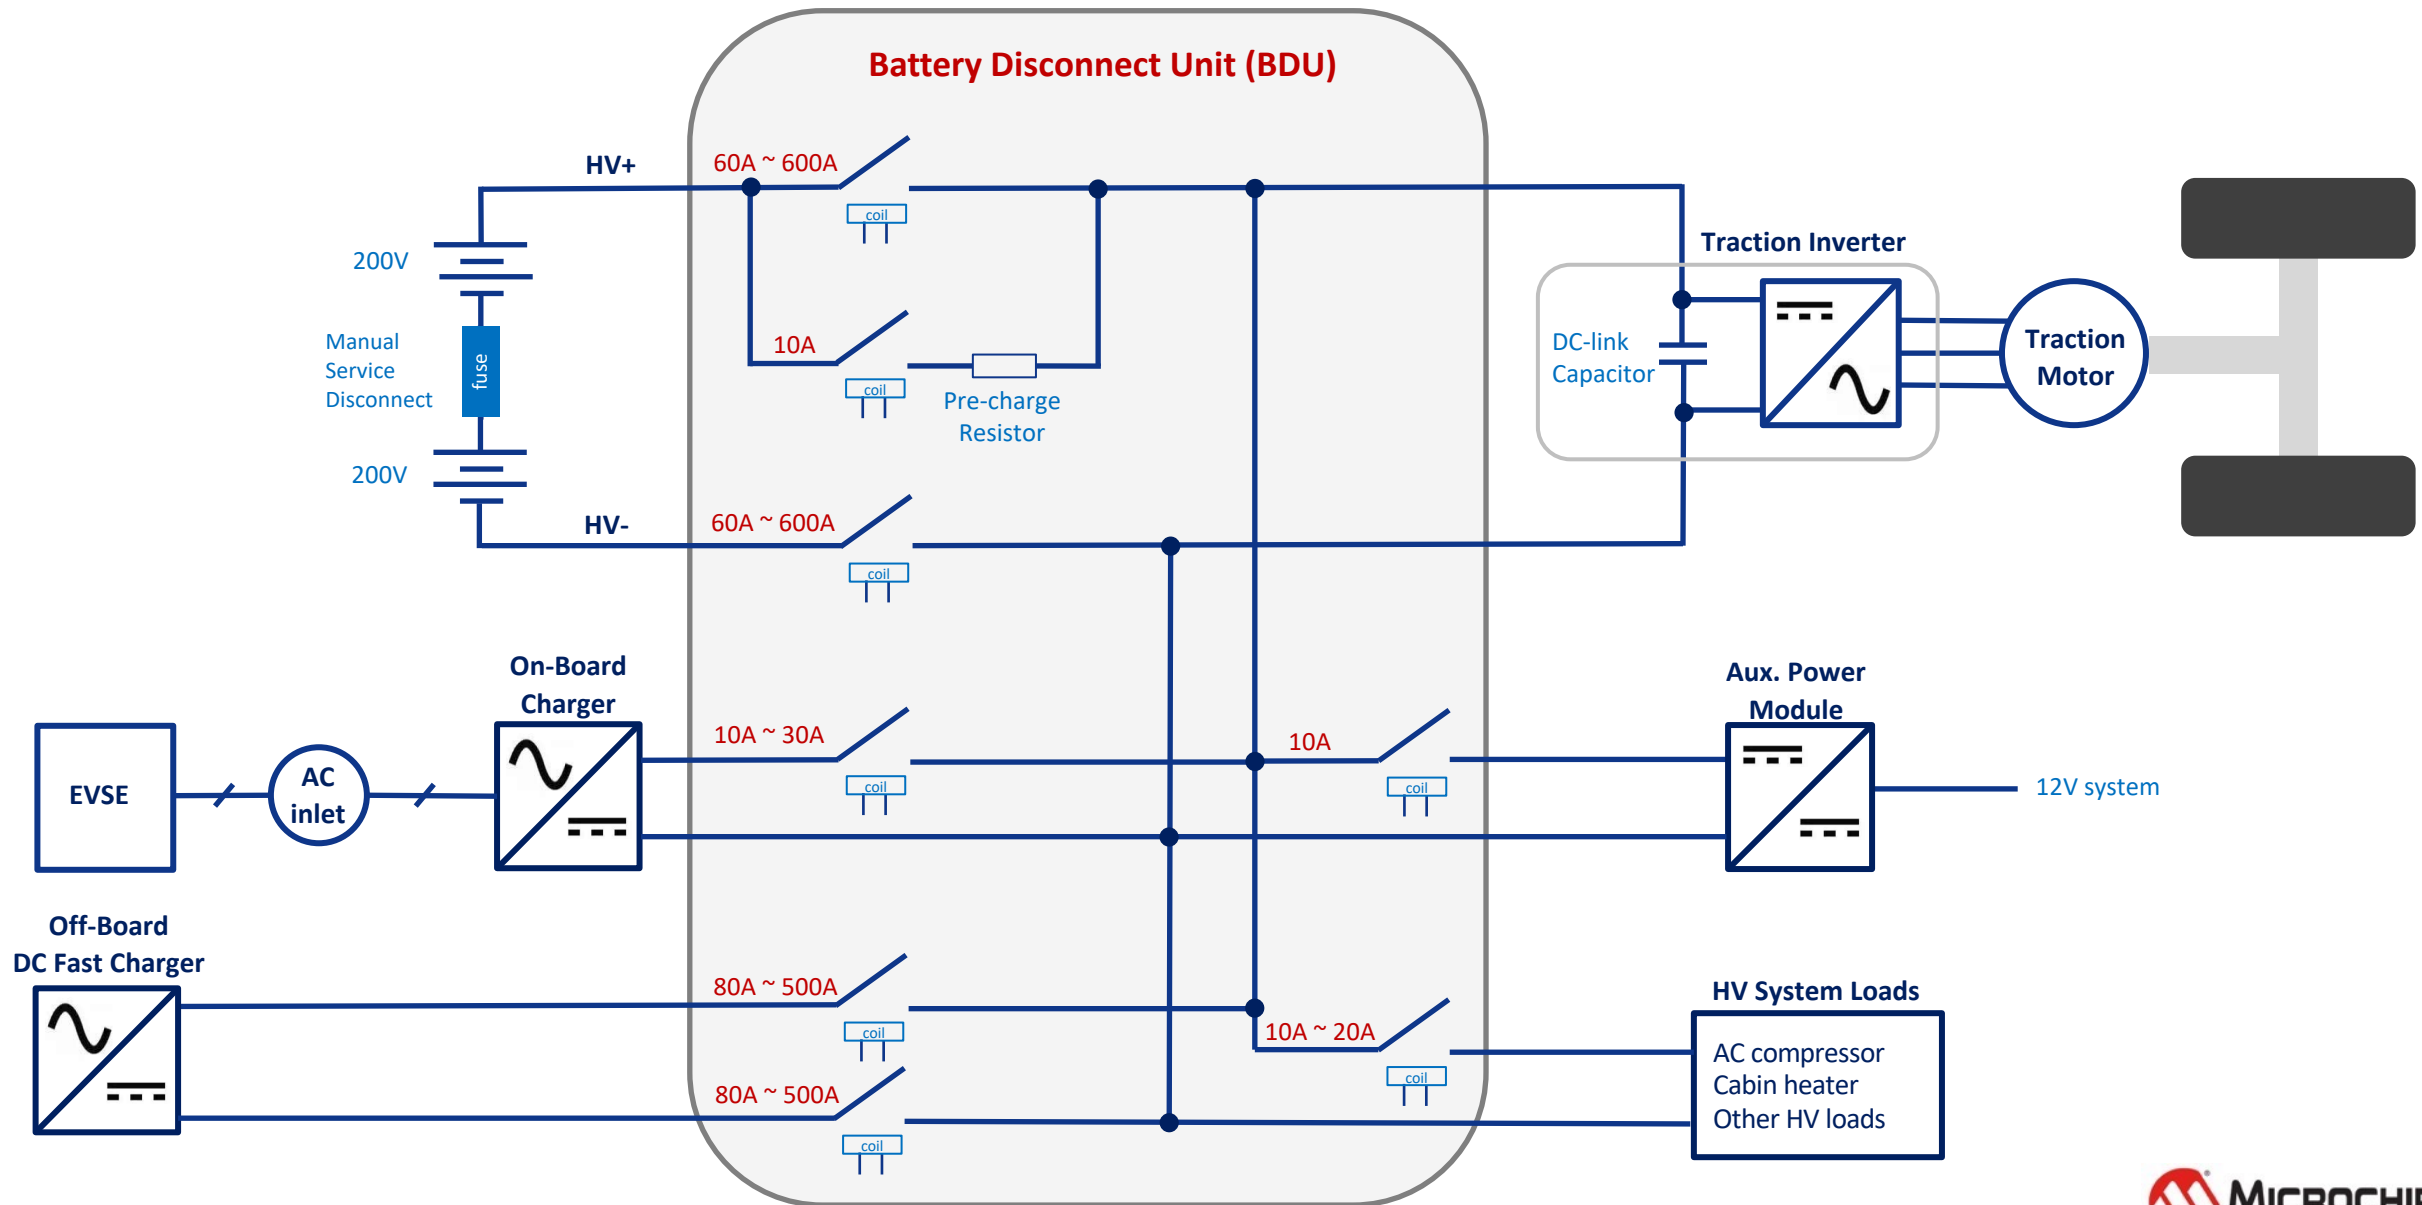 Battery Disconnect Unit (BDU)
HV+
60A ~ 600A
coil
200V
Traction Inverter
Manual
Service
Disconnect
fuse
10A
coil
Pre-charge
Resistor
DC-link
Capacitor
Traction
Motor
200V
HV-
60A ~ 600A
coil
On-Board
Charger
Aux. Power
Module
10A ~ 30A
coil
10A
coil
EVSE
AC
inlet
12V system
Off-Board
DC Fast Charger
80A ~ 500A
coil
10A ~ 20A
coil
HV System Loads
AC compressor
Cabin heater
Other HV loads
80A ~ 500A
coil